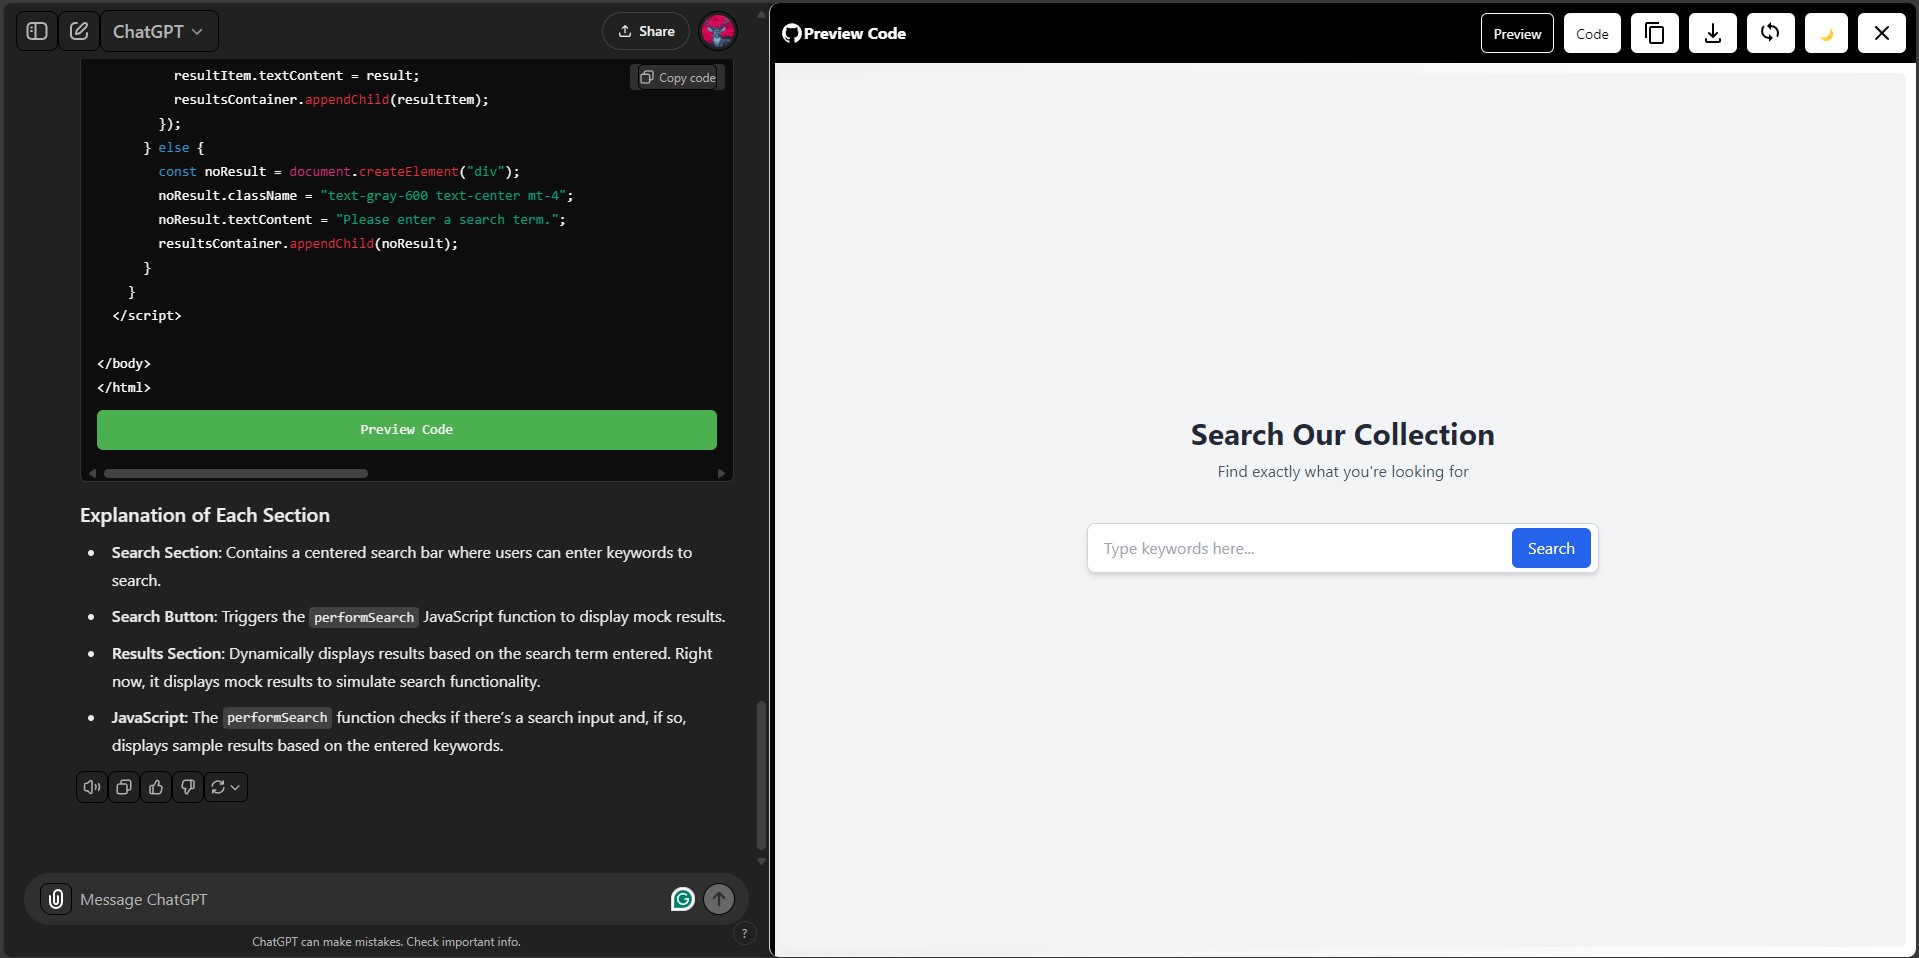 ChatGPT
Share
resultItem.textContent = result;
Copy code
resultsContainer.appendChild(resultItem);
});
} else {
const noResult = document.createElement("div");
noResult.className = "text-gray-600 text-center mt-4";
noResult.textContent = "Please enter a search term.";
resultsContainer.appendChild(noResult);
}
}
</script>
</body>
</html>
Preview Code
Explanation of Each Section
• Search Section: Contains a centered search bar where users can enter keywords to
search.
• Search Button: Triggers the performSearch JavaScript function to display mock results.
• Results Section: Dynamically displays results based on the search term entered. Right
now, it displays mock results to simulate search functionality.
• JavaScript: The performSearch function checks if there's a search input and, if so,
displays sample results based on the entered keywords.
Message ChatGPT
ChatGPT can make mistakes. Check important info.
?
Preview Code
Preview
Code
Search Our Collection
Find exactly what you're looking for
Type keywords here...
Search